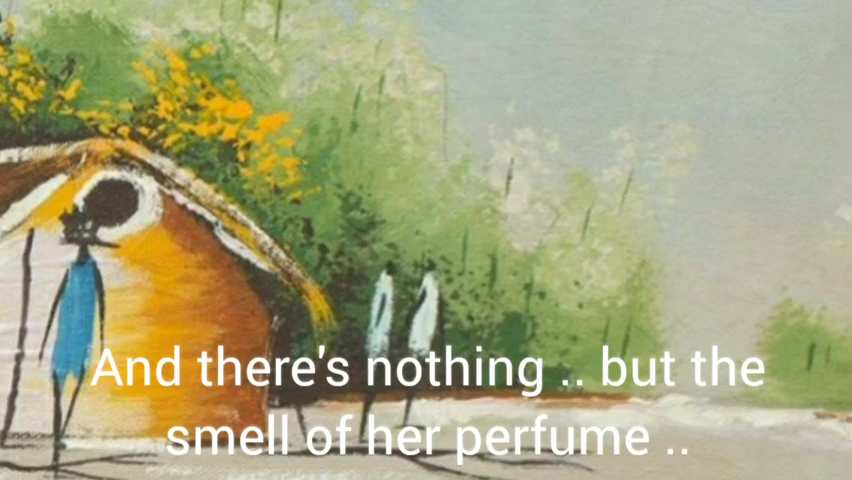 And there's nothing .. but the
smell of her perfume ..